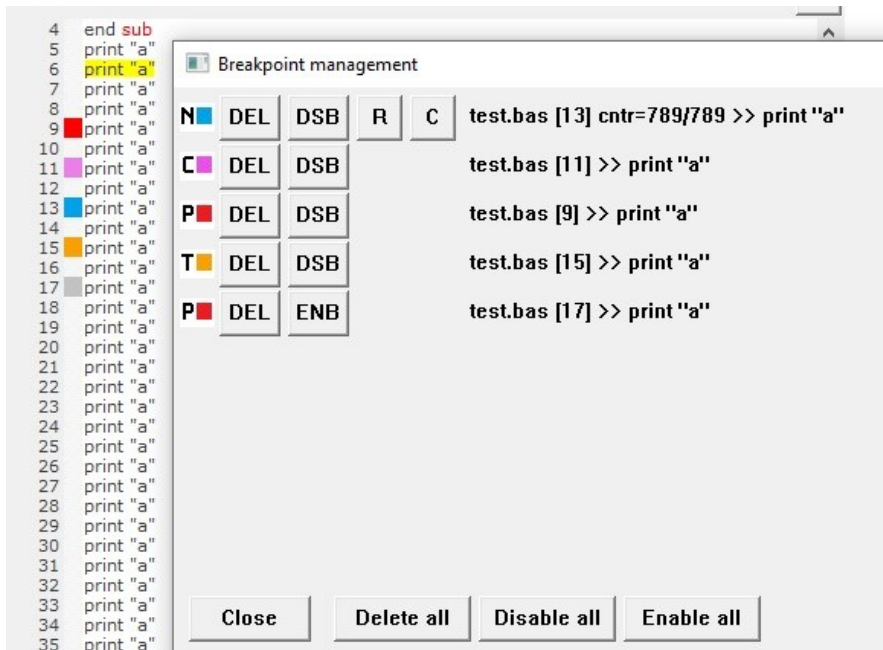 4 end sub
5 print "a"
6 print "a"
7 print "a"
8 print "a"
9 print "a"
10 print "a"
11 print "a"
12 print "a"
13 print "a"
14 print "a"
15 print "a"
16 print "a"
17 print "a"
18 print "a"
19 print "a"
20 print "a"
21 print "a"
22 print "a"
23 print "a"
24 print "a"
25 print "a"
26 print "a"
27 print "a"
28 print "a"
29 print "a"
30 print "a"
31 print "a"
32 print "a"
33 print "a"
34 print "a"
35 print "a"
Breakpoint management
N DEL DSB R C test.bas [13] cntr=789/789 >> print "a"
C DEL DSB test.bas [11] >> print "a"
P DEL DSB test.bas [9] >> print "a"
T DEL DSB test.bas [15] >> print "a"
P DEL ENB test.bas [17] >> print "a"
Close Delete all Disable all Enable all